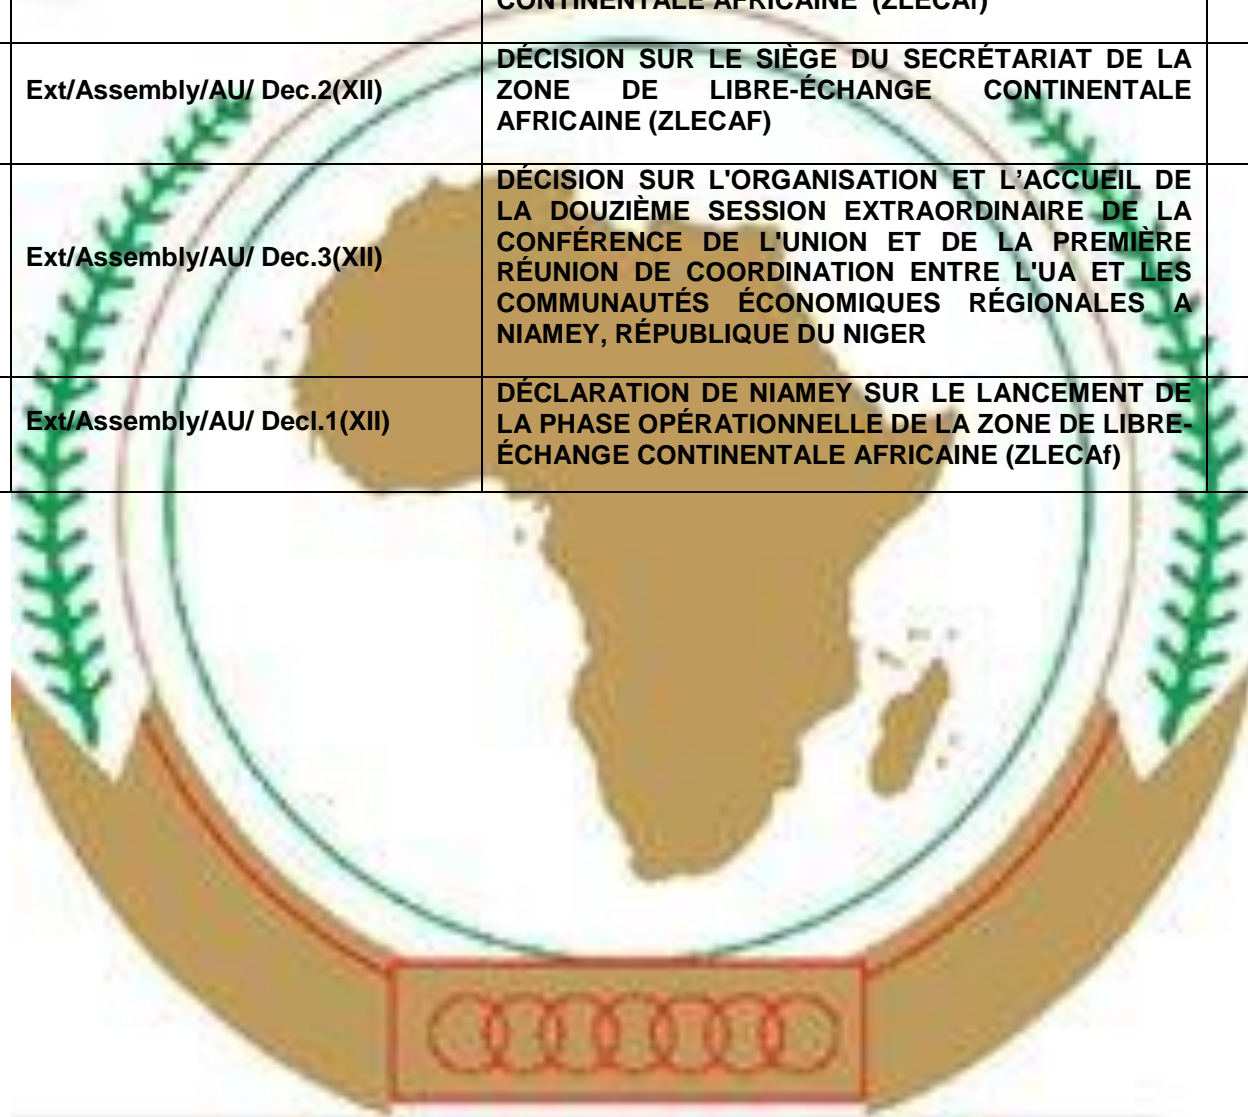 CONTINENTALE AFRICAINE (ZLECAf)
Ext/Assembly/AU/ Dec.2(XII)
DÉCISION SUR LE SIÈGE DU SECRÉTARIAT DE LA
ZONE DE LIBRE-ÉCHANGE CONTINENTALE
AFRICAINE (ZLECAF)
Ext/Assembly/AU/ Dec.3(XII)
DÉCISION SUR L'ORGANISATION ET L’ACCUEIL DE
LA DOUZIÈME SESSION EXTRAORDINAIRE DE LA
CONFÉRENCE DE L'UNION ET DE LA PREMIÈRE
RÉUNION DE COORDINATION ENTRE L'UA ET LES
COMMUNAUTÉS ÉCONOMIQUES RÉGIONALES A
NIAMEY, RÉPUBLIQUE DU NIGER
Ext/Assembly/AU/ Decl.1(XII)
DÉCLARATION DE NIAMEY SUR LE LANCEMENT DE
LA PHASE OPÉRATIONNELLE DE LA ZONE DE LIBRE-
ÉCHANGE CONTINENTALE AFRICAINE (ZLECAf)